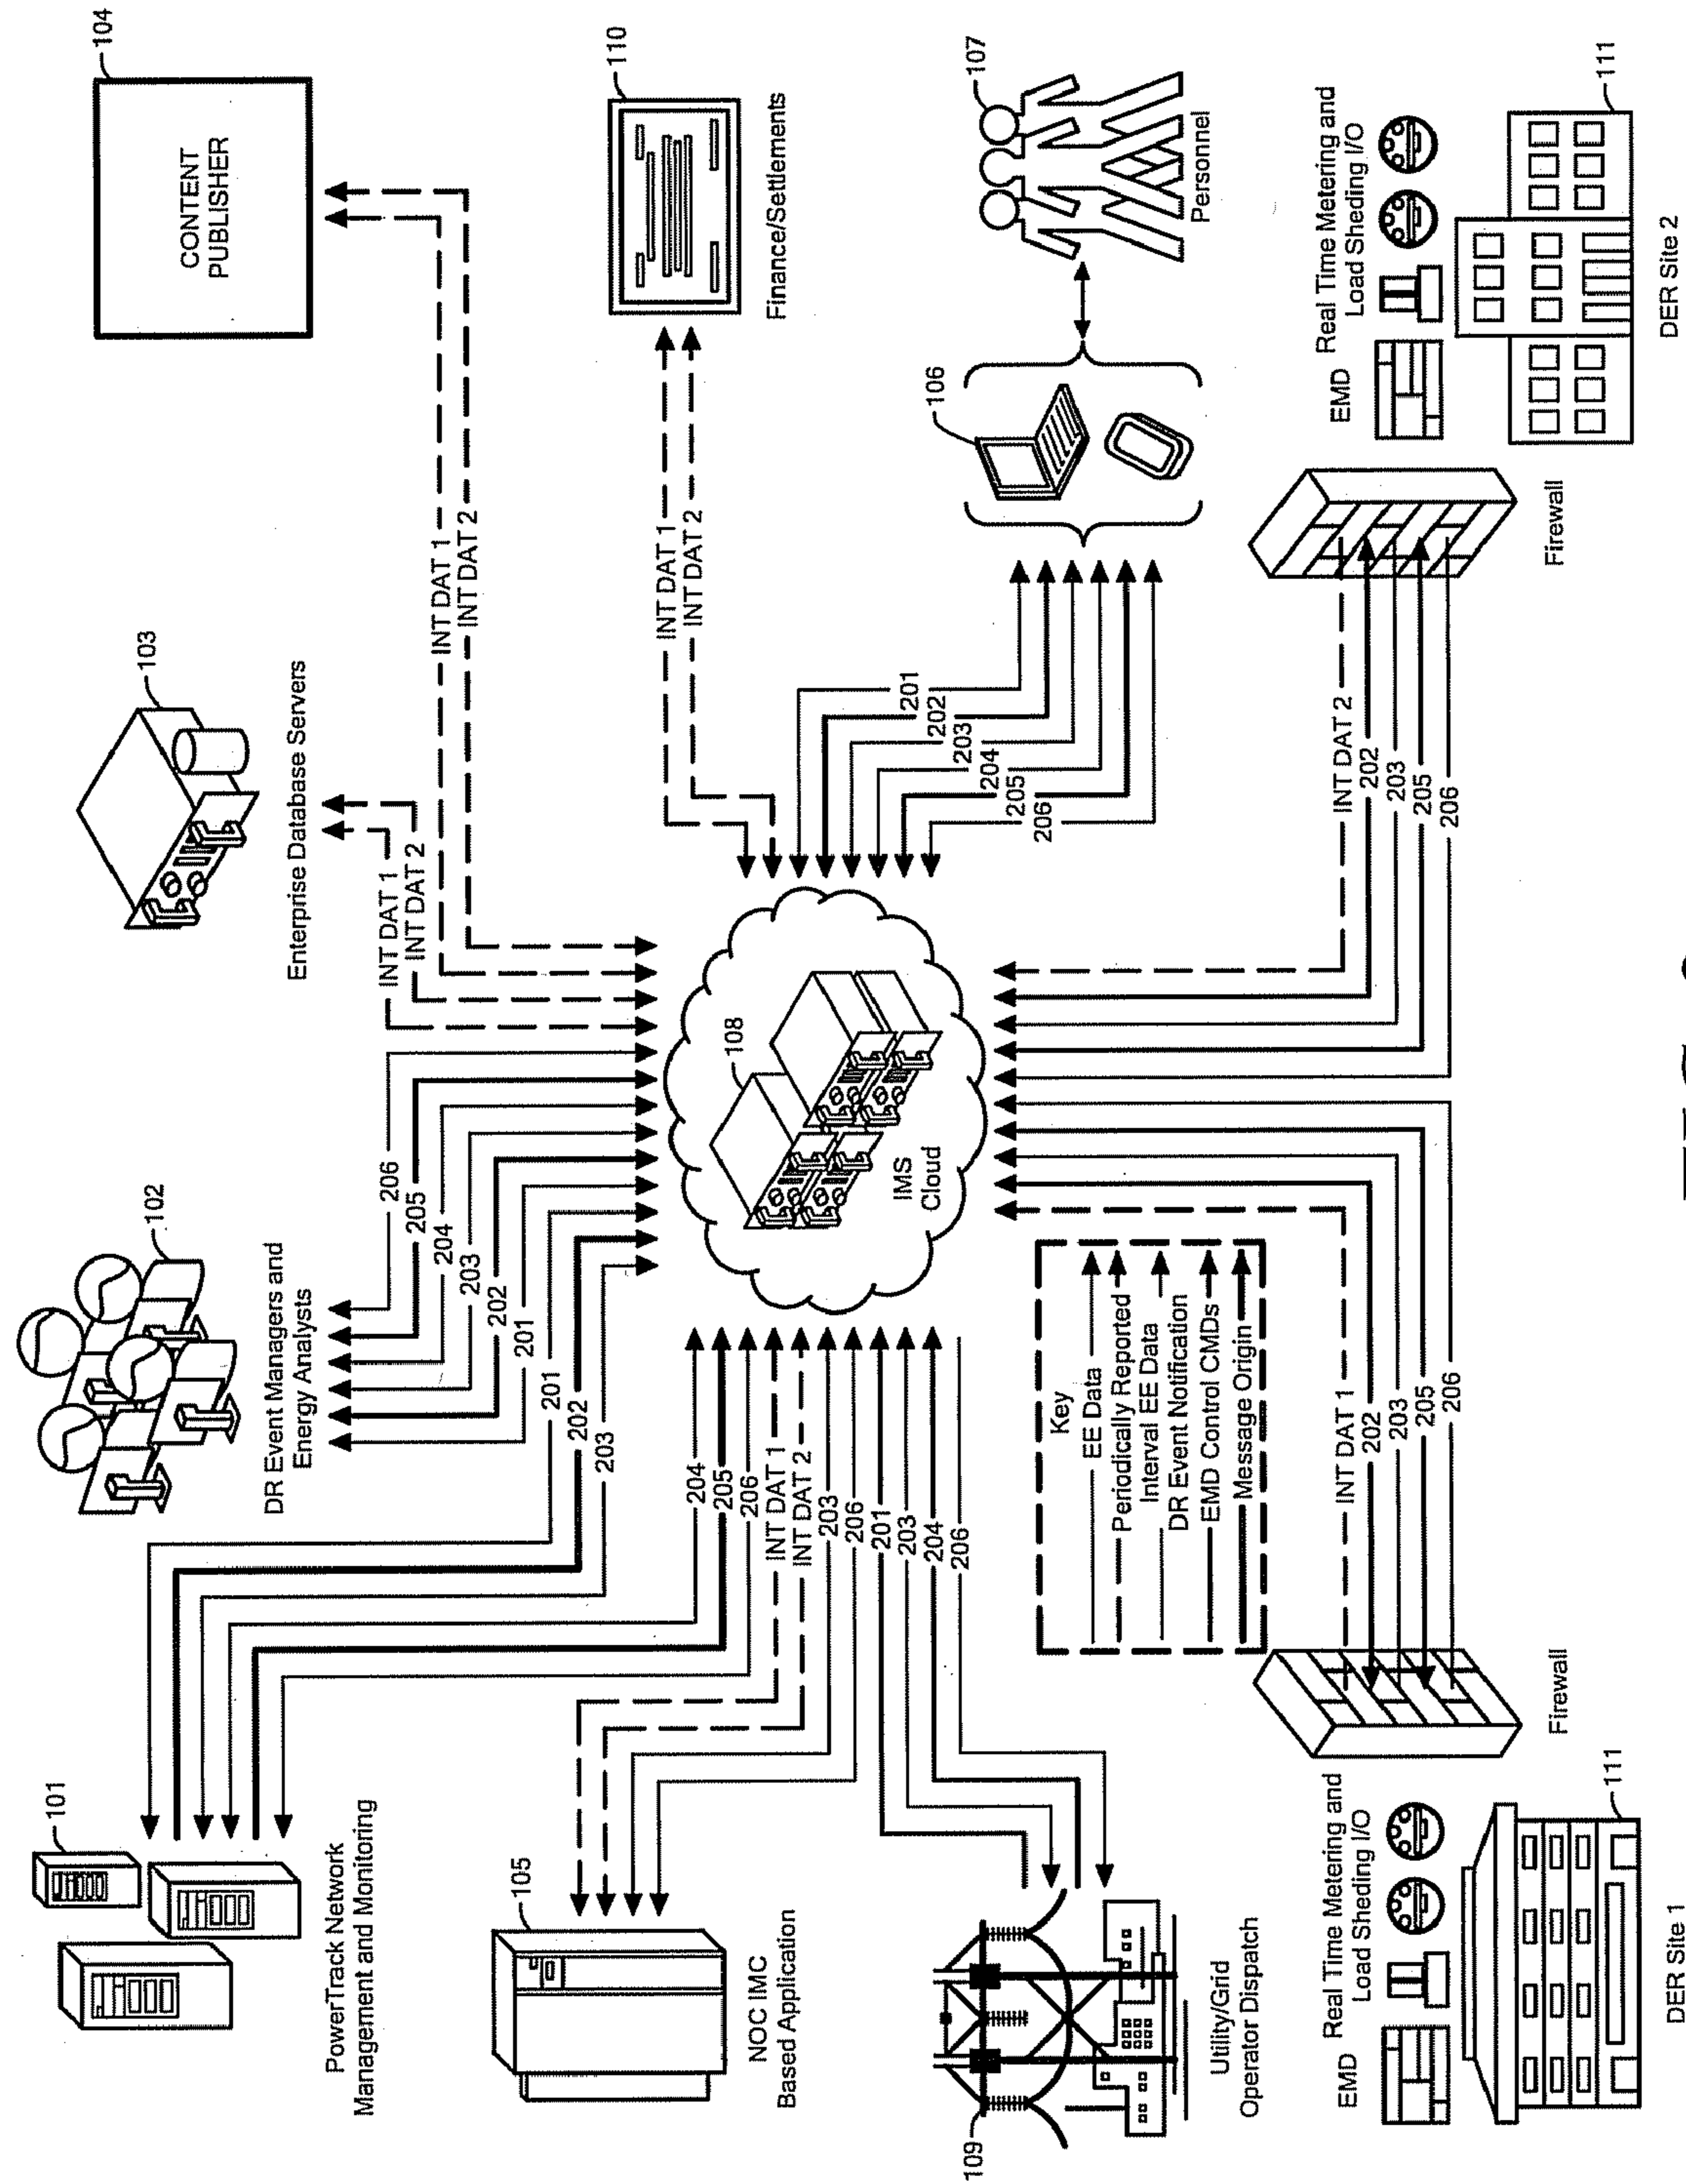 101
PowerTrack Network
Management and Monitoring
102
DR Event Managers and
Energy Analysts
103
Enterprise Database Servers
104
CONTENT
PUBLISHER
201
202
203
204
205
206
206
205
204
203
202
201
INT DAT 1
INT DAT 2
INT DAT 1
INT DAT 2
105
NOC IMC
Based Application
INT DAT 1
INT DAT 2
203
206
108
IMS
Cloud
INT DAT 1
INT DAT 2
110
Finance/Settlements
109
Utility/Grid
Operator Dispatch
201
203
204
206
201
202
203
204
205
206
106
107
Personnel
Key
EE Data
Periodically Reported
Interval EE Data
DR Event Notification
EMD Control CMDs
Message Origin
EMD
Real Time Metering and
Load Sheding I/O
111
DER Site 1
Firewall
INT DAT 1
202
203
205
206
INT DAT 2
202
203
205
206
Firewall
EMD
Real Time Metering and
Load Sheding I/O
111
DER Site 2